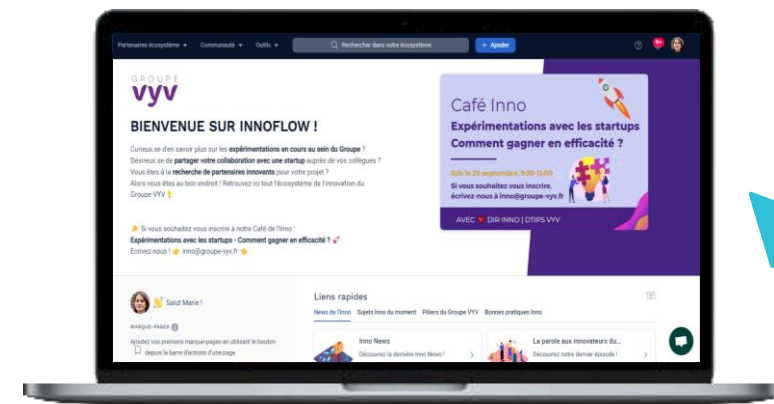 Partenaires écosystème
Communauté
Outils
Rechercher dans votre écosystème
+ Ajouter
GROUPE
vyv
BIENVENUE SUR INNOFLOW !
Curieux.se d'en savoir plus sur les expérimentations en cours au sein du Groupe ?
Désireux.se de partager votre collaboration avec une startup auprès de vos collègues ?
Vous êtes à la recherche de partenaires innovants pour votre projet ?
Alors vous êtes au bon endroit ! Retrouvez ici tout l'écosystème de l'innovation du
Groupe VYV
Si vous souhaitez vous inscrire à notre Café de l'Inno :
Expérimentations avec les startups - Comment gagner en efficacité ?
Ecrivez-nous ! inno@groupe-vyv.fr
Café Inno
Expérimentations avec les startups
Comment gagner en efficacité ?
Rdv le 29 septembre, 9:30-11:00
Si vous souhaitez vous inscrire,
écrivez-nous à inno@groupe-vyv.fr
AVEC DIR INNO | DTIPS VYV
Salut Marie !
MARQUE-PAGES
Ajoutez vos premiers marque-pages en utilisant le bouton
depuis la barre d'actions d'une page
Liens rapides
News de l'Inno
Sujets Inno du moment
Piliers du Groupe VYV
Bonnes pratiques Inno
Inno News
Découvrez la dernière Inno News !
La parole aux innovateurs du...
Découvrez notre dernier épisode !